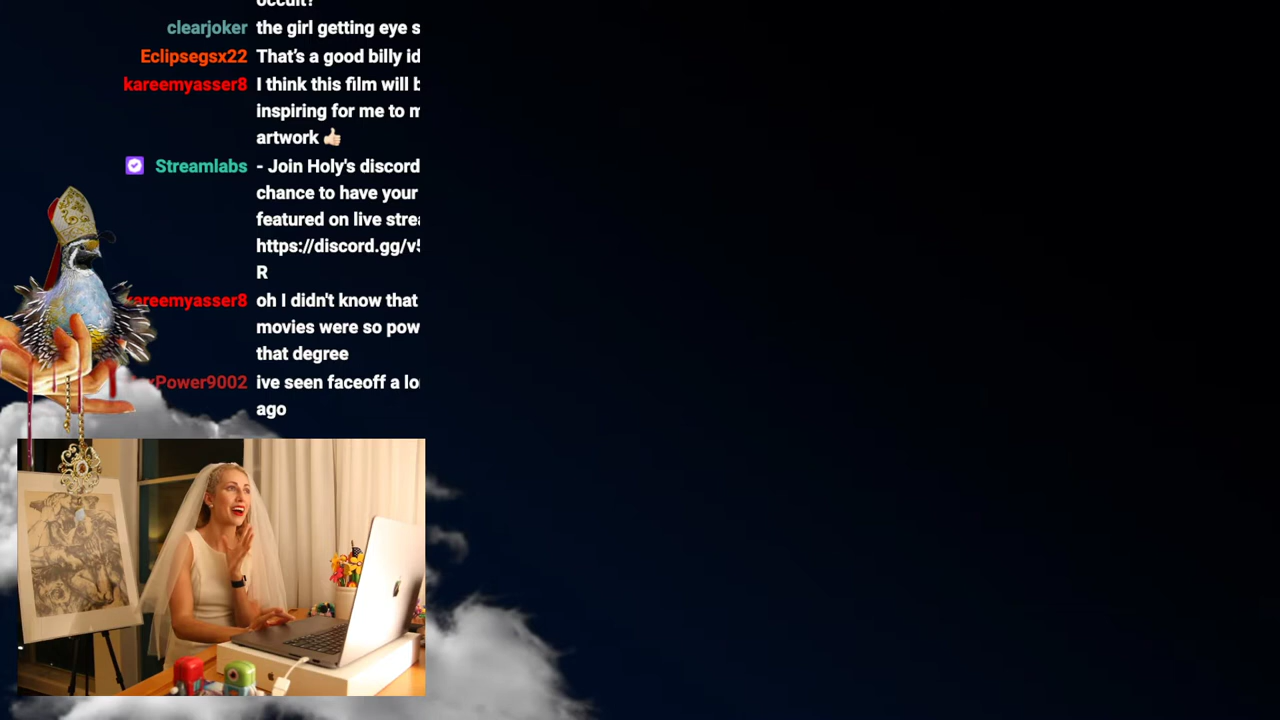 occult?
clearjoker the girl getting eye s
Eclipsegsx22 That's a good billy id
kareemyasser8 I think this film will b
inspiring for me to m
artwork 👍🏻
Streamlabs - Join Holy's discord
chance to have your
featured on live strea
https://discord.gg/v5
R
kareemyasser8 oh I didn't know that
movies were so pow
that degree
xPower9002 ive seen faceoff a lo
ago